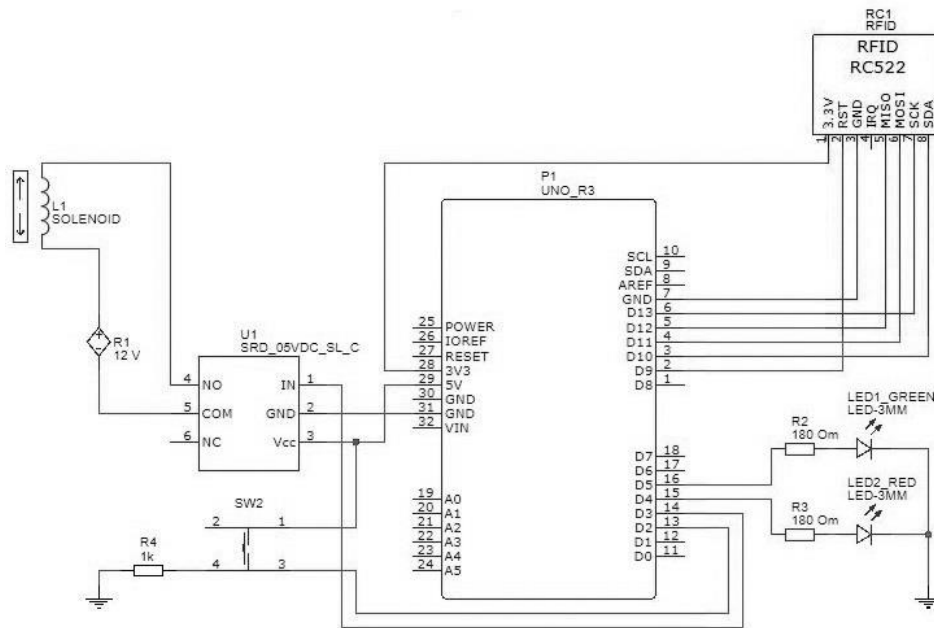 RC1
RFID
RFID
RC522
3.3V
RST
GND
IRQ
MISO
MOSI
SCK
SDA
1
2
3
4
5
6
7
8
P1
UNO_R3
L1
SOLENOID
R1
12 V
U1
SRD_05VDC_SL_C
4 NO IN 1
5 COM GND 2
6 NC Vcc 3
25 POWER
26 IOREF
27 RESET
28 3V3
29 5V
30 GND
31 GND
32 VIN
19 A0
20 A1
21 A2
22 A3
23 A4
24 A5
SCL 10
SDA 9
AREF 8
GND 7
D13 6
D12 5
D11 4
D10 3
D9 2
D8 1
D7 18
D6 17
D5 16
D4 15
D3 14
D2 13
D1 12
D0 11
LED1_GREEN
LED-3MM
R2
180 Om
LED2_RED
LED-3MM
R3
180 Om
SW2
2 1
4 3
R4
1k